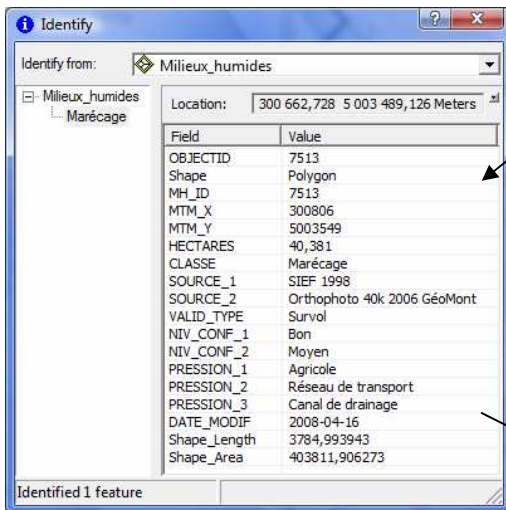 Identify
Identify from: Milieux_humides
Milieux_humides
Marécage
Location: 300 662,728 5 003 489,126 Meters
Field Value
OBJECTID 7513
Shape Polygon
MH_ID 7513
MTM_X 300806
MTM_Y 5003549
HECTARES 40,381
CLASSE Marécage
SOURCE_1 SIEF 1998
SOURCE_2 Orthophoto 40k 2006 GéoMont
VALID_TYPE Survol
NIV_CONF_1 Bon
NIV_CONF_2 Moyen
PRESSION_1 Agricole
PRESSION_2 Réseau de transport
PRESSION_3 Canal de drainage
DATE_MODIF 2008-04-16
Shape_Length 3784,993943
Shape_Area 403811,906273
Identified 1 feature